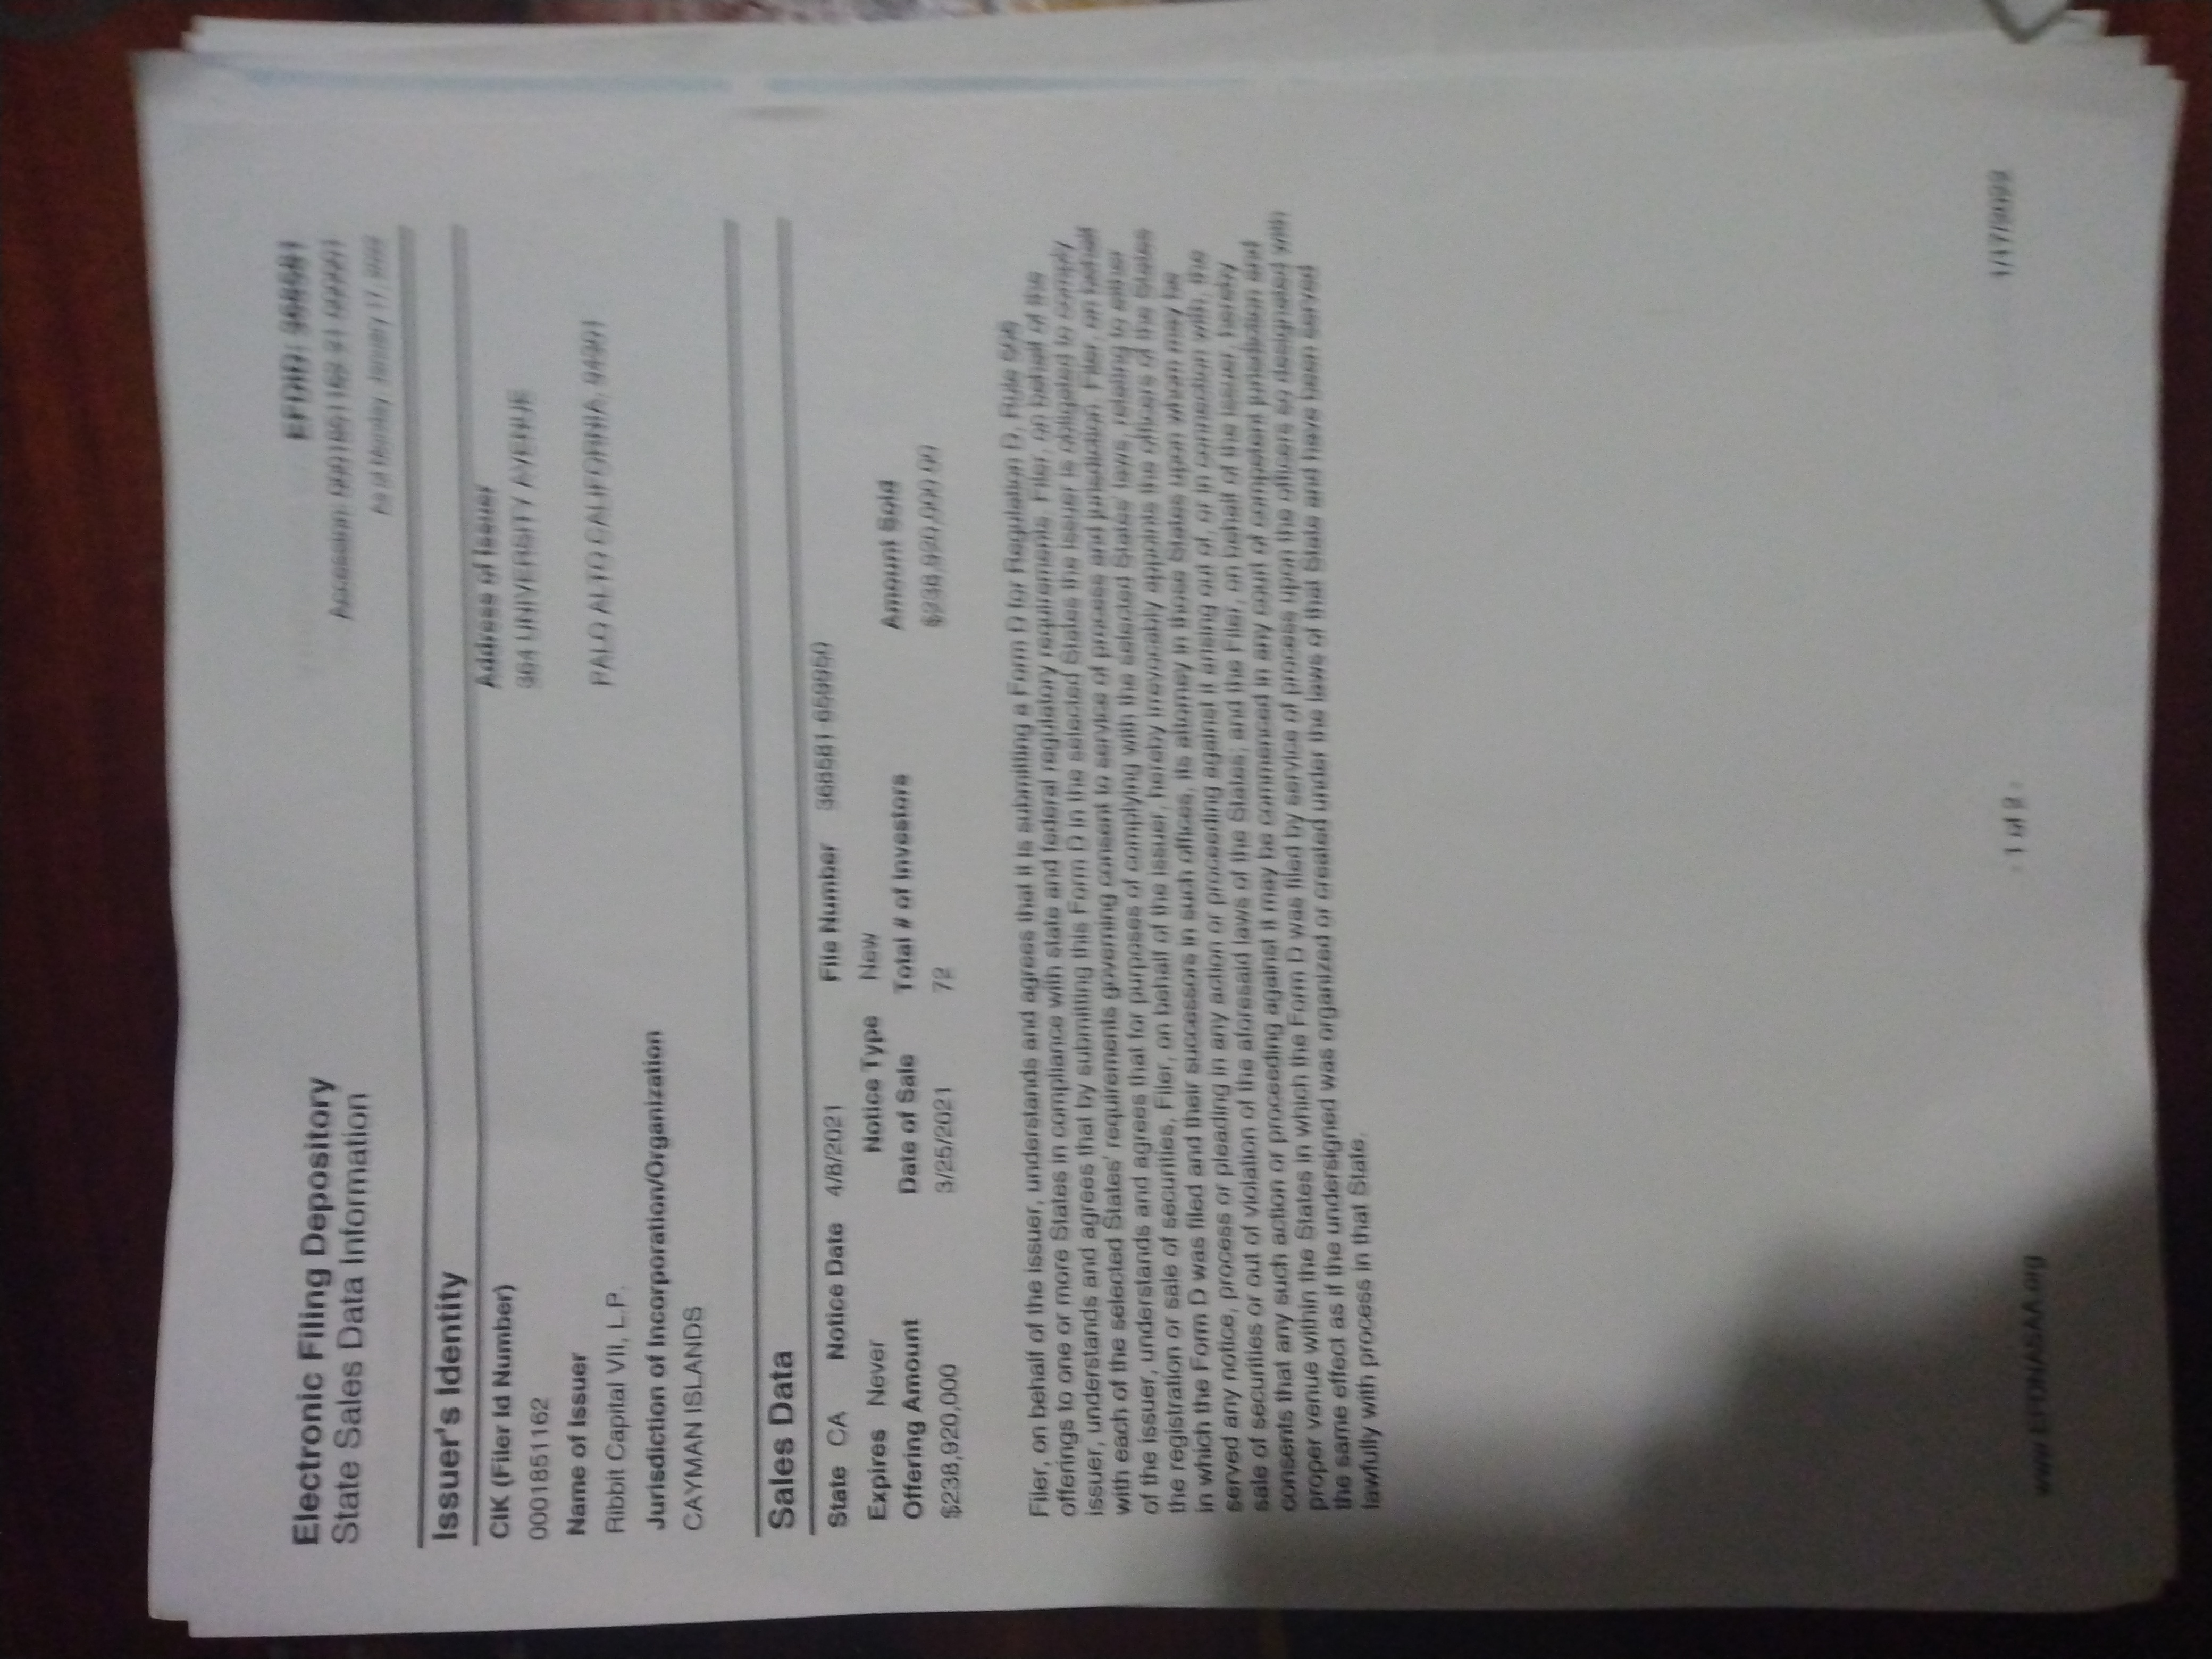 Electronic Filing Depository
State Sales Data Information
EFDID: 368581
Accession:
As of Monday, January 17, 2022
Issuer's Identity
CIK (Filer Id Number)
0001851162
Name of Issuer
Ribbit Capital VII, L.P.
Jurisdiction of Incorporation/Organization
CAYMAN ISLANDS
Address of Issuer
364 UNIVERSITY AVENUE
PALO ALTO CALIFORNIA, 94301
Sales Data
State CA Notice Date 4/8/2021 File Number 368581-659950
Expires Never Notice Type New
Offering Amount Date of Sale Total # of Investors Amount Sold
$238,920,000 3/25/2021 72 $238,920,000.00
Filer, on behalf of the issuer, understands and agrees that it is submitting a Form D for Regulation D, Rule 506
offerings to one or more States in compliance with state and federal regulatory requirements. Filer, on behalf of the
issuer, understands and agrees that by submitting this Form D in the selected States the issuer is obligated to comply
with each of the selected States' requirements governing consent to service of process and jurisdiction. Filer, on behalf
of the issuer, understands and agrees that for purposes of complying with the selected States' laws, relating to either
the registration or sale of securities, Filer, on behalf of the issuer, hereby irrevocably appoints the officers of the States
in which the Form D was filed and their successors in such offices, its attorney in those States upon whom may be
served any notice, process or pleading in any action or proceeding against it arising out of, or in connection with, the
sale of securities or out of violation of the aforesaid laws of the States; and the Filer, on behalf of the issuer, hereby
consents that any such action or proceeding against it may be commenced in any court of competent jurisdiction and
proper venue within the States in which the Form D was filed by service of process upon the officers so designated with
the same effect as if the undersigned was organized or created under the laws of that State and have been served
lawfully with process in that State.
www.EFDNASAA.org
- 1 of 2 -
1/17/2022